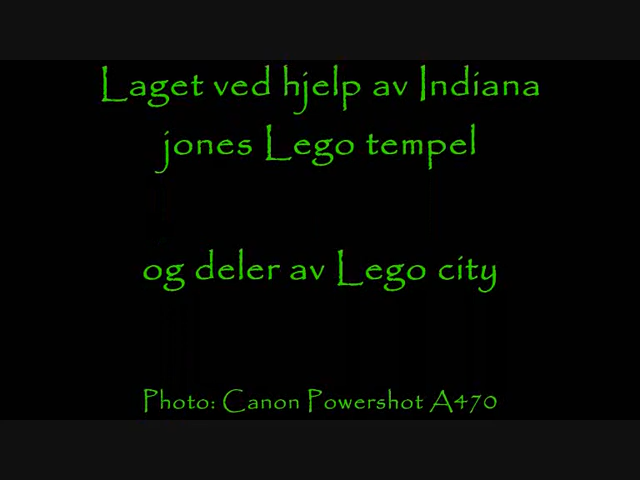 Laget ved hjelp av Indiana
jones Lego tempel
og deler av Lego city
Photo: Canon Powershot A470